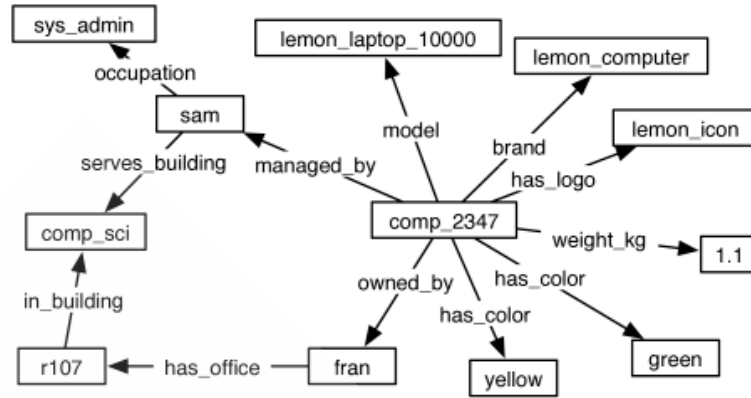 sys_admin
lemon_laptop_10000
lemon_computer
occupation
sam
model
brand
lemon_icon
serves_building
managed_by
has_logo
comp_sci
comp_2347
weight_kg
1.1
in_building
owned_by
has_color
has_color
r107
has_office
fran
yellow
green